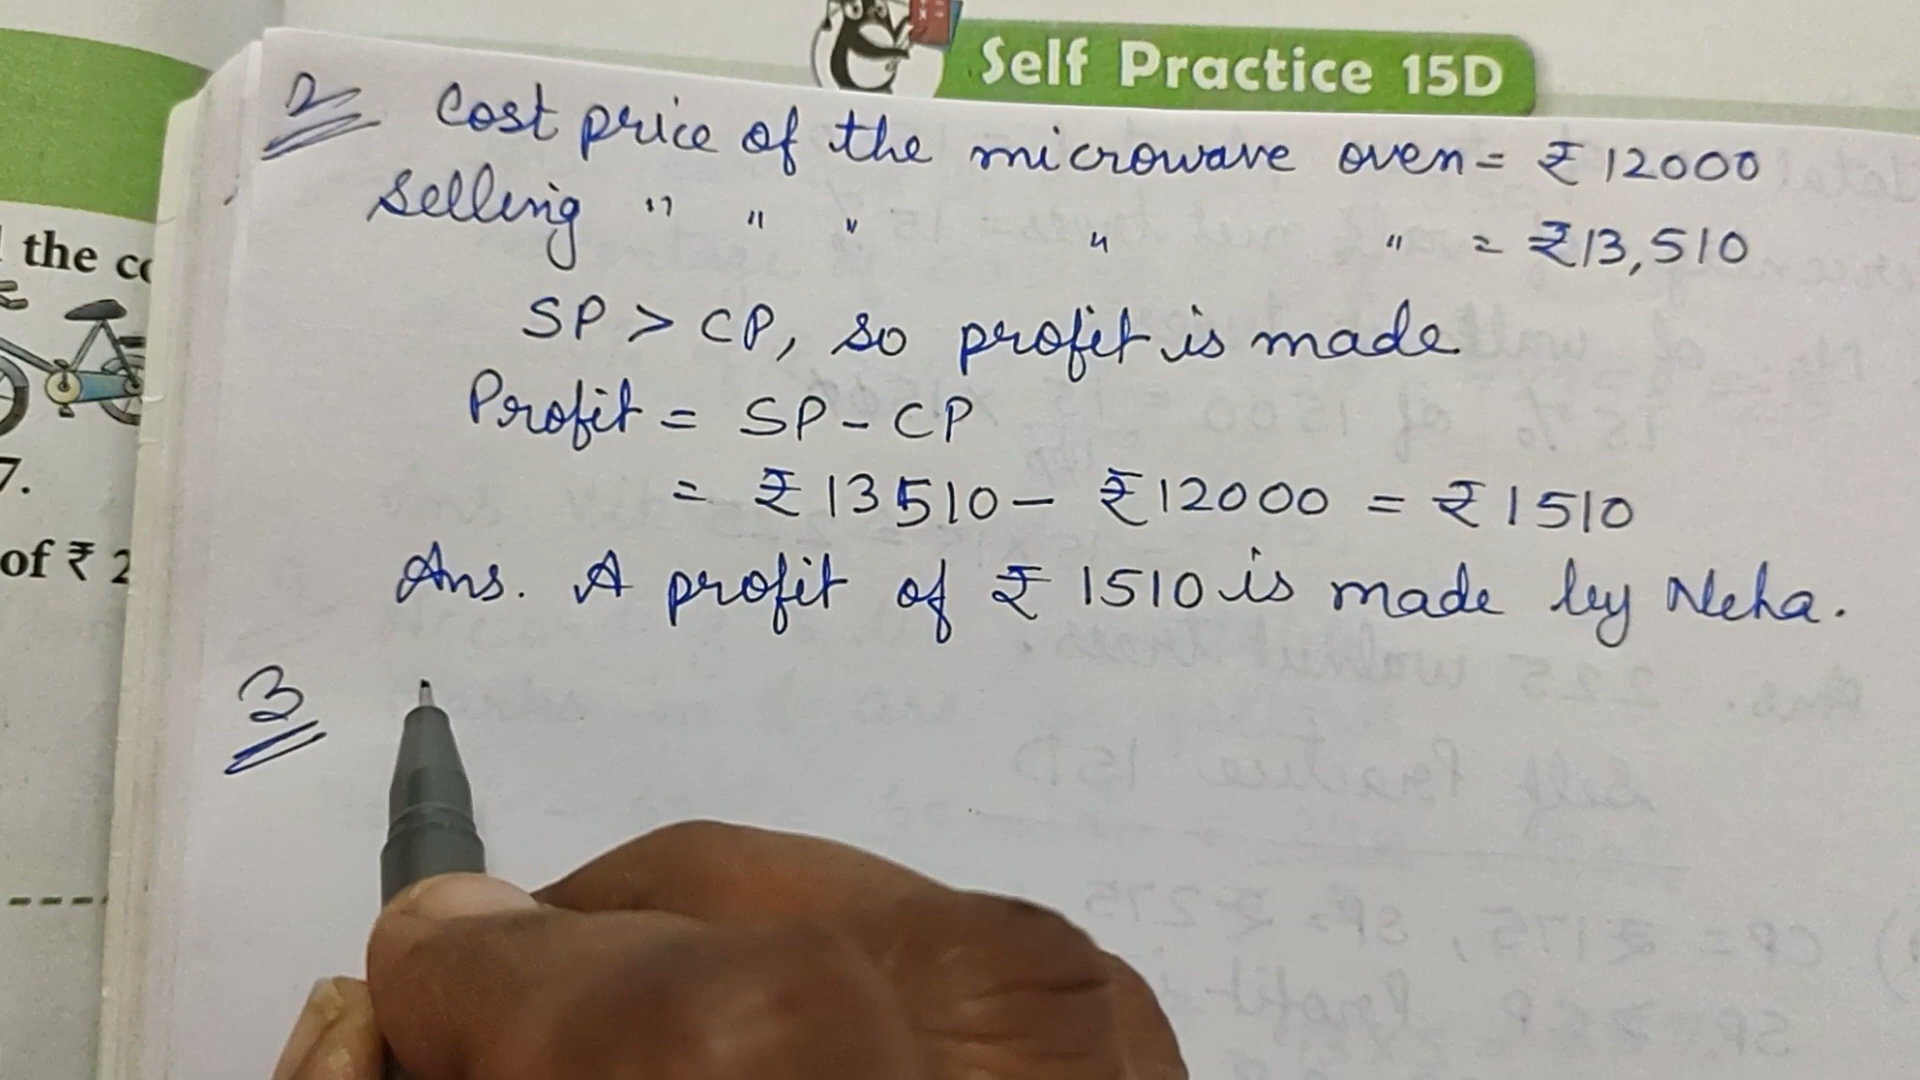 Self Practice 15D
2 Cost price of the microwave oven = ₹ 12000
Selling " " " " " = ₹13,510
SP > CP, so profit is made
Profit = SP - CP
= ₹ 13510 - ₹ 12000 = ₹ 1510
Ans. A profit of ₹ 1510 is made by Neha.
3
the
7.
of ₹ 2